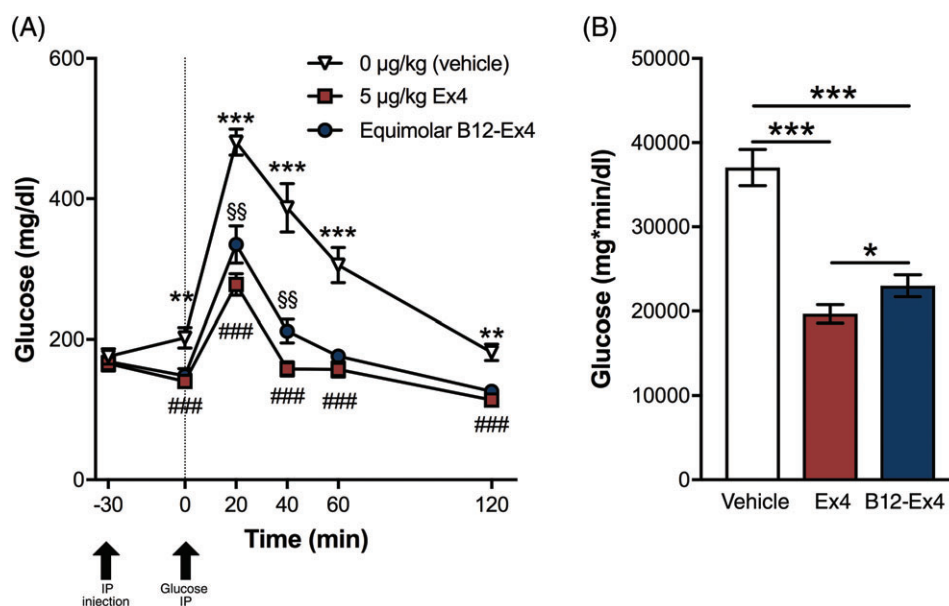 (A)
Glucose (mg/dl)
600
400
200
0
0 µg/kg (vehicle)
5 µg/kg Ex4
Equimolar B12-Ex4
***
***
***
**
**
§§
§§
###
###
###
###
###
-30
0
20
40
60
120
Time (min)
IP
injection
Glucose
IP
(B)
Glucose (mg*min/dl)
50000
40000
30000
20000
10000
0
***
***
*
Vehicle
Ex4
B12-Ex4